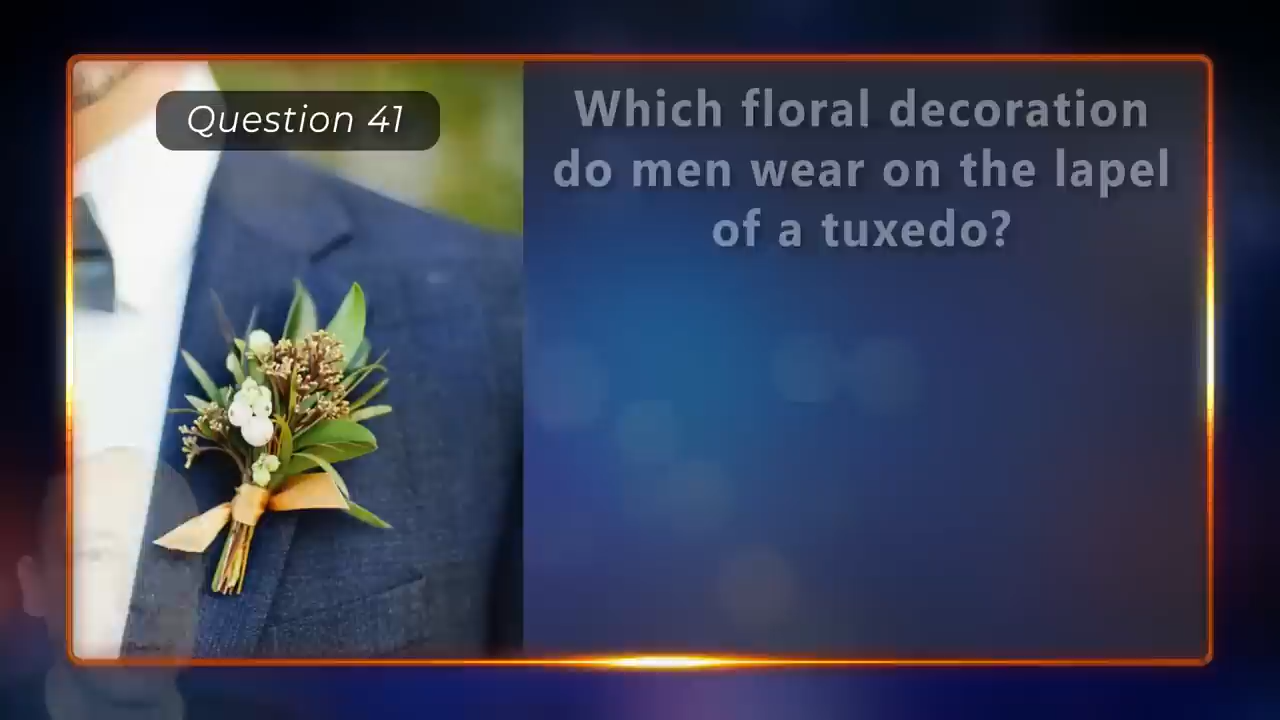 Question 41
Which floral decoration
do men wear on the lapel
of a tuxedo?